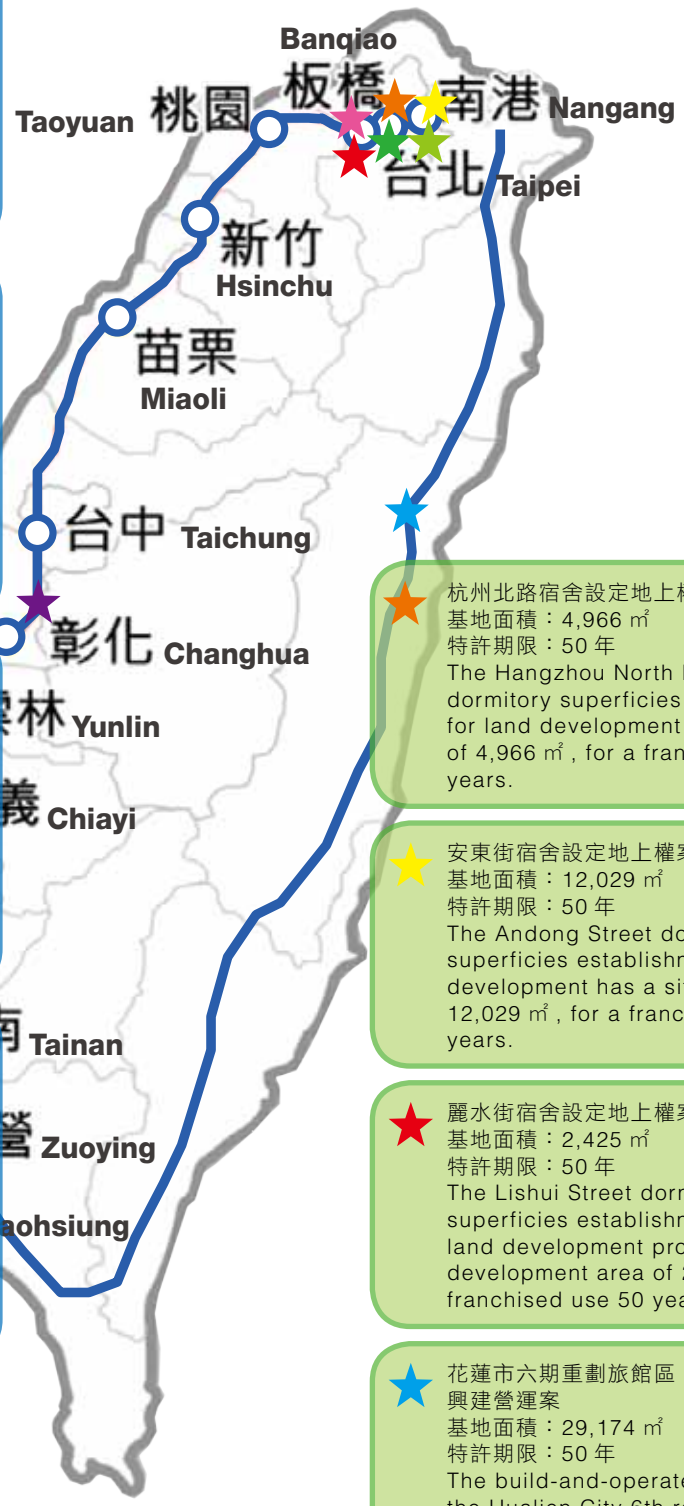 Banqiao
板橋
桃園
Taoyuan
南港
Nangang
台北
Taipei
新竹
Hsinchu
苗栗
Miaoli
台中 Taichung
彰化 Changhua
林 Yunlin
義 Chiayi
Tainan
營 Zuoying
aohsiung
杭州北路宿舍設定地上
基地面積：4,966 ㎡
特許期限：50 年
The Hangzhou North
dormitory superficies
for land development
of 4,966 ㎡ , for a fran
years.
安東街宿舍設定地上權
基地面積：12,029 ㎡
特許期限：50 年
The Andong Street do
superficies establishm
development has a si
12,029 ㎡ , for a franc
years.
麗水街宿舍設定地上權
基地面積：2,425 ㎡
特許期限：50 年
The Lishui Street dorm
superficies establishm
land development pro
development area of
franchised use 50 yea
花蓮市六期重劃旅館區
興建營運案
基地面積：29,174 ㎡
特許期限：50 年
The build-and-operate